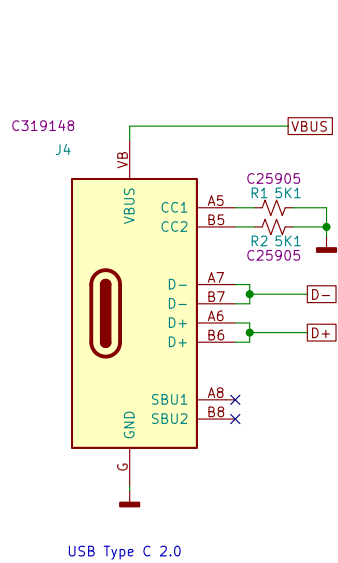 C319148
J4
VBUS
VB
VBUS
C25905
R1 5K1
CC1 A5
CC2 B5
R2 5K1
C25905
D- A7
D- B7
D-
D+ A6
D+ B6
D+
SBU1 A8
SBU2 B8
GND
G
USB Type C 2.0